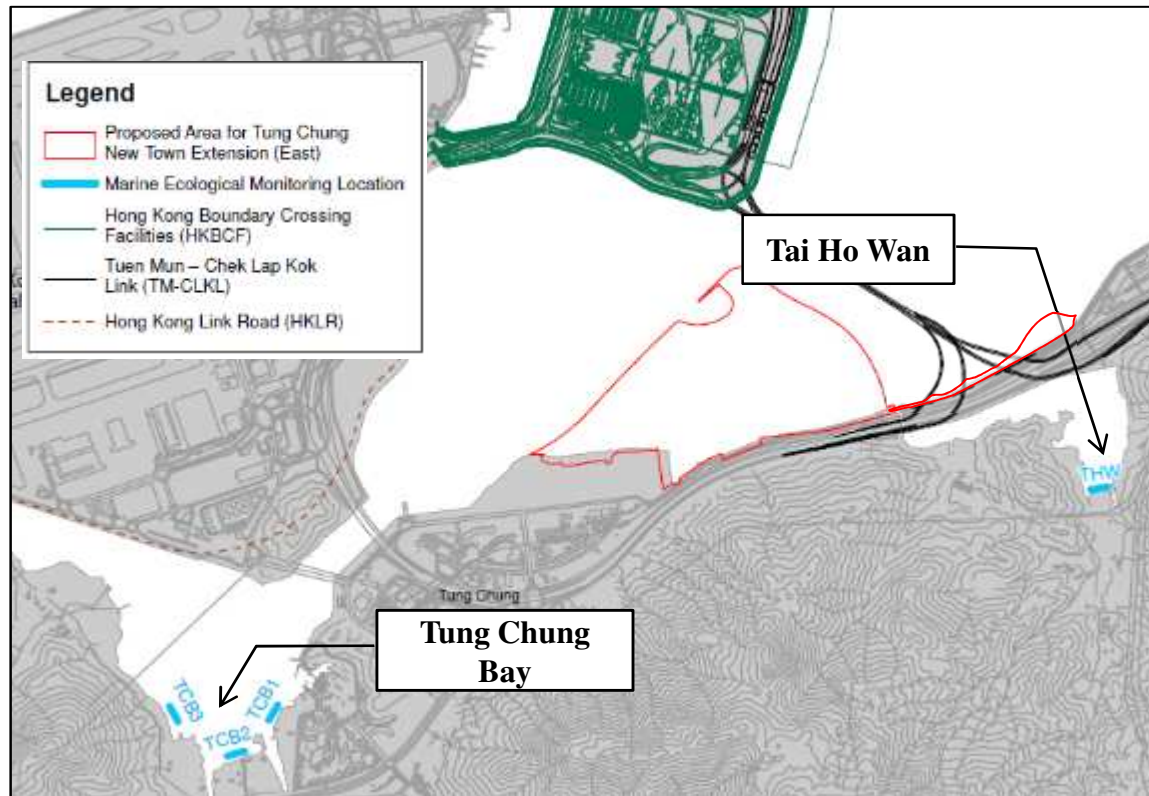 Legend
Proposed Area for Tung Chung
New Town Extension (East)
Marine Ecological Monitoring Location
Hong Kong Boundary Crossing
Facilities (HKBCF)
Tuen Mun – Chek Lap Kok
Link (TM-CLKL)
Hong Kong Link Road (HKLR)
Tai Ho Wan
THW
Tung Chung
Tung Chung
Bay
TCB3
TCB2
TCB1